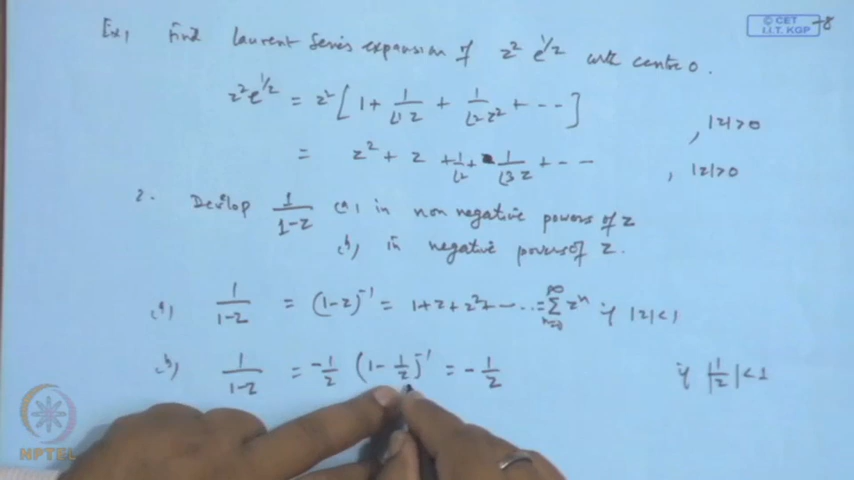 © CET
I.I.T. KGP
78
Ex, Find Laurent Series expansion of z² e^{1/z} with centre 0.
z² e^{1/z} = z² [ 1 + 1/(⌊1 z) + 1/(⌊2 z²) + --- ] , |z|>0
= z² + z + 1/⌊2 + 1/(⌊3 z) + --- , |z|>0
2. Develop 1/(1-z) (a) in non negative powers of z
(b) in negative powers of z.
(a) 1/(1-z) = (1-z)^{-1} = 1+z+z²+----- = ∑_{n=0}^{∞} z^n if |z|<1
(b) 1/(1-z) = -1/z (1 - 1/z)^{-1} = - 1/z if |1/z|<1
NPTEL